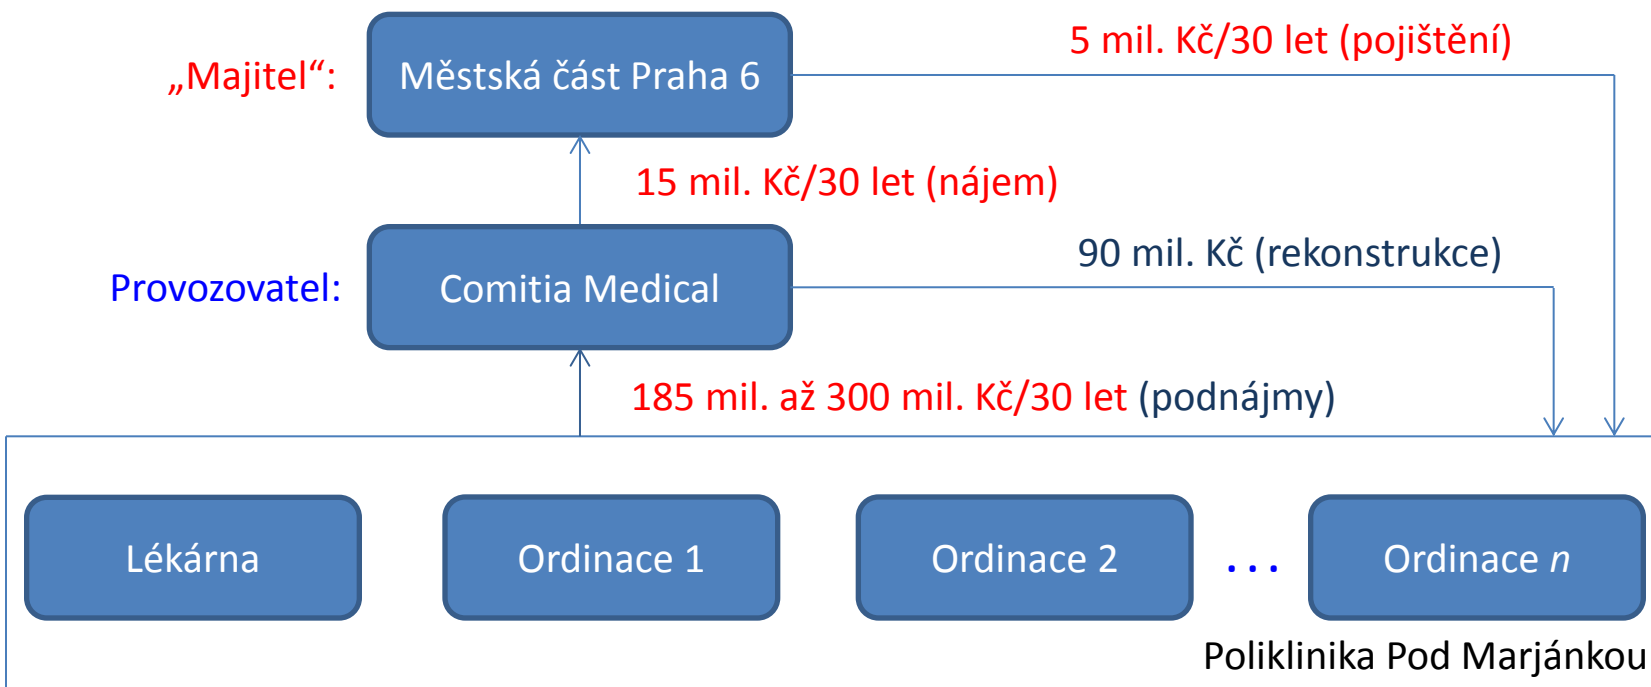 5 mil. Kč/30 let (pojištění)
„Majitel“:
Městská část Praha 6
15 mil. Kč/30 let (nájem)
90 mil. Kč (rekonstrukce)
Provozovatel:
Comitia Medical
185 mil. až 300 mil. Kč/30 let (podnájmy)
Lékárna
Ordinace 1
Ordinace 2
...
Ordinace n
Poliklinika Pod Marjánkou